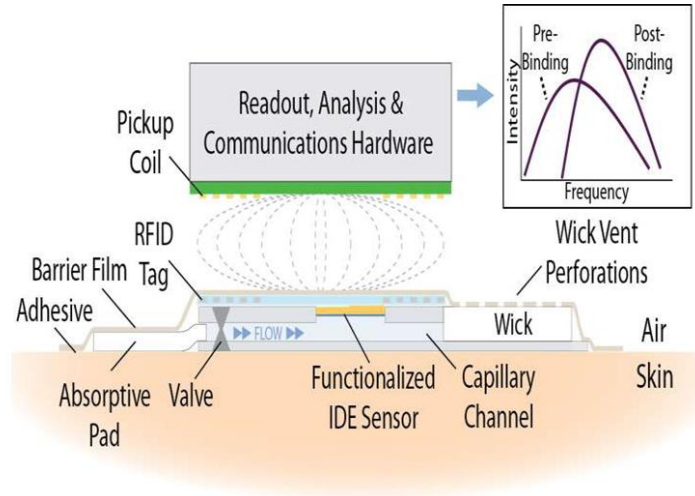 Pre-
Binding
Post-
Binding
Intensity
Frequency
Readout, Analysis &
Communications Hardware
Pickup
Coil
RFID
Tag
Wick Vent
Perforations
Barrier Film
Adhesive
FLOW
Wick
Air
Skin
Absorptive
Pad
Valve
Functionalized
IDE Sensor
Capillary
Channel